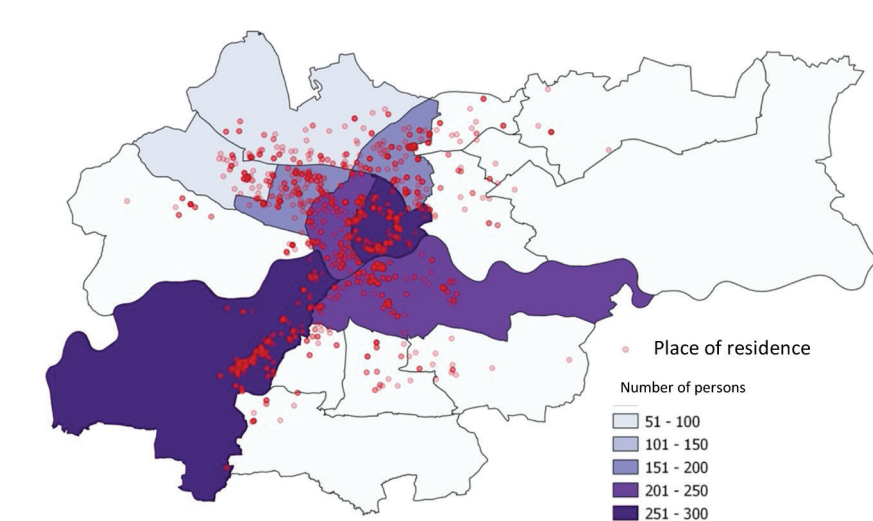 Place of residence
Number of persons
51 - 100
101 - 150
151 - 200
201 - 250
251 - 300